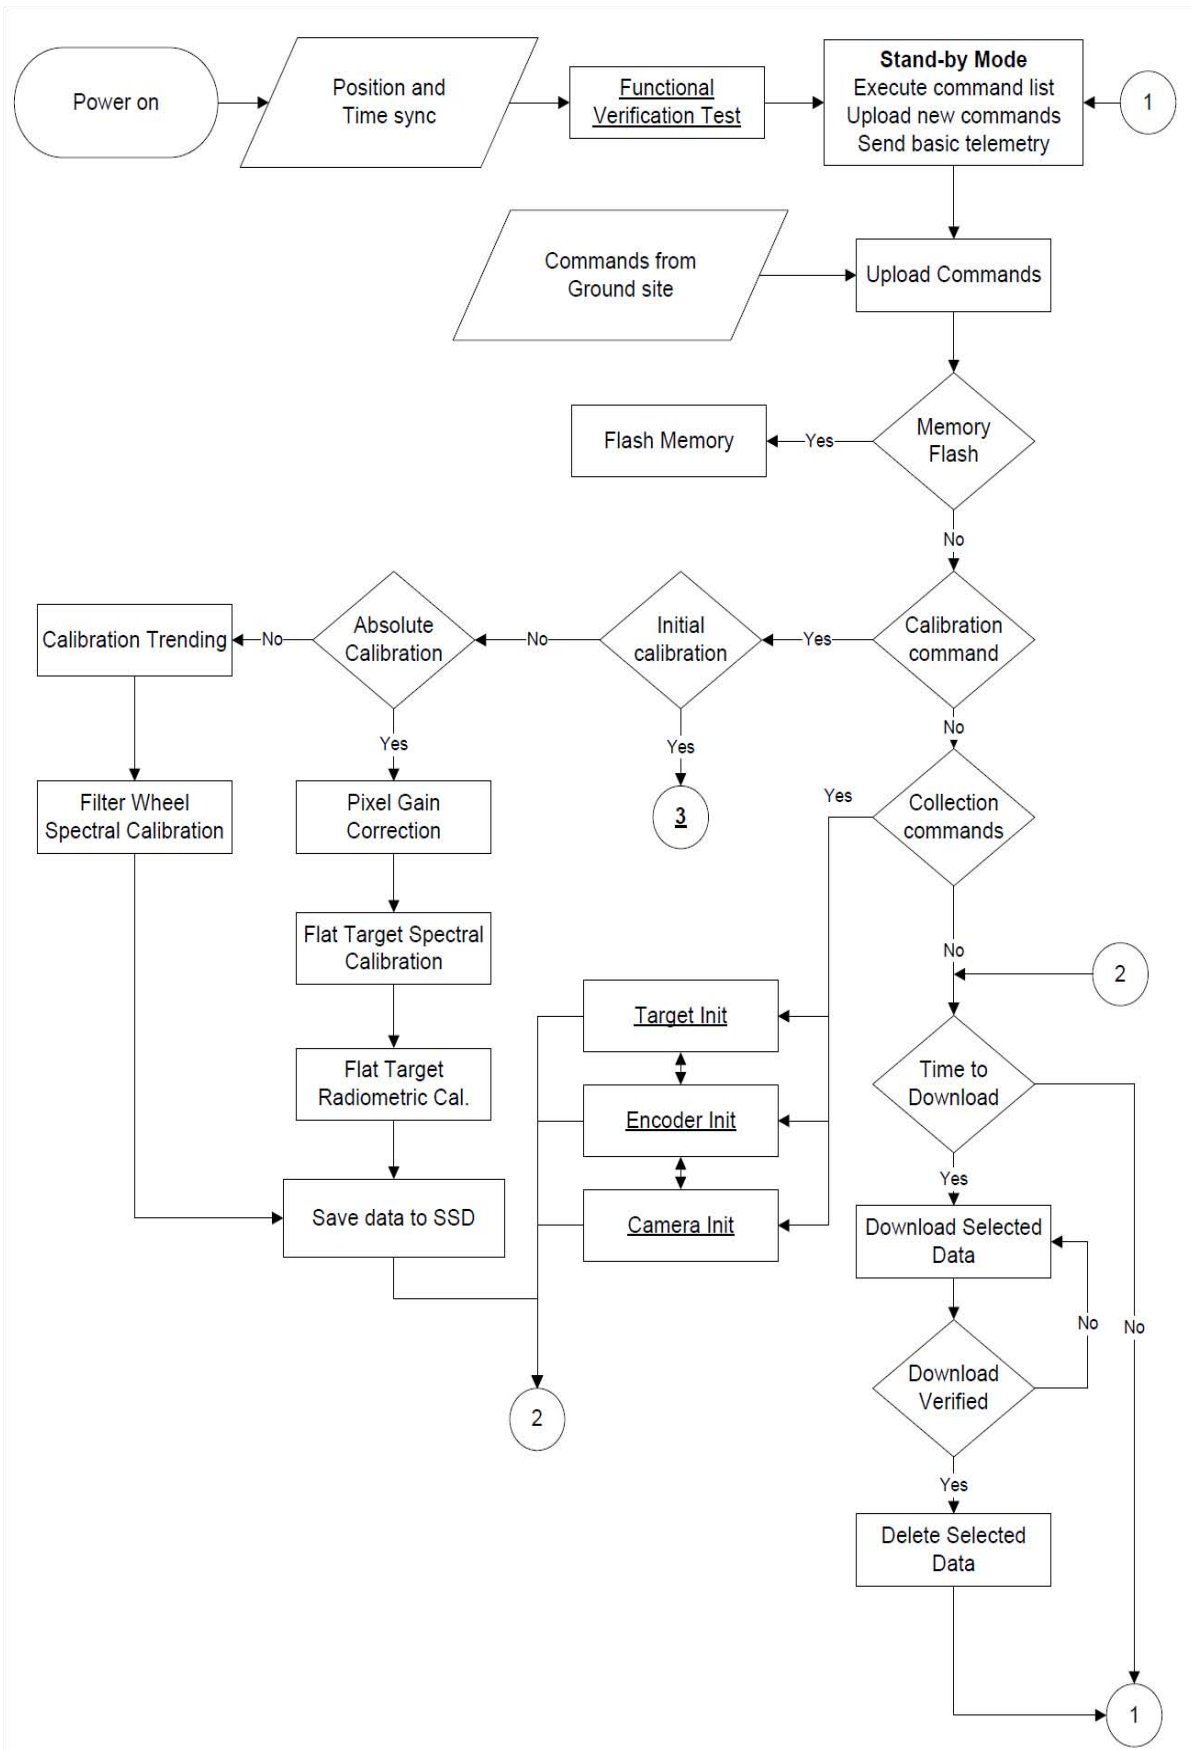 Power on
Position and
Time sync
Functional
Verification Test
Stand-by Mode
Execute command list
Upload new commands
Send basic telemetry
1
Commands from
Ground site
Upload Commands
Memory
Flash
Yes
Flash Memory
No
Calibration
command
Yes
Initial
calibration
No
Absolute
Calibration
No
Calibration Trending
Yes
Yes
No
Filter Wheel
Spectral Calibration
Pixel Gain
Correction
3
Yes
Collection
commands
Flat Target Spectral
Calibration
No
2
Target Init
Flat Target
Radiometric Cal.
Encoder Init
Time to
Download
Yes
Save data to SSD
Camera Init
Download Selected
Data
No
No
Download
Verified
2
Yes
Delete Selected
Data
1